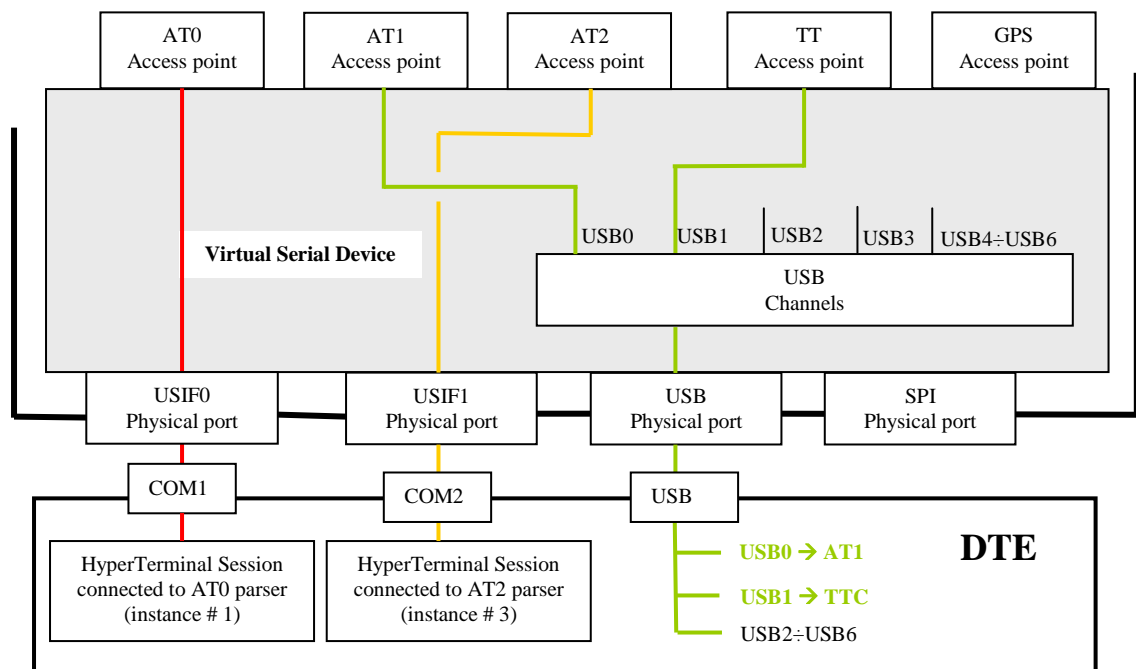 AT0
Access point
AT1
Access point
AT2
Access point
TT
Access point
GPS
Access point
USB0
USB1
USB2
USB3
USB4÷USB6
Virtual Serial Device
USB
Channels
USIF0
Physical port
USIF1
Physical port
USB
Physical port
SPI
Physical port
COM1
COM2
USB
DTE
HyperTerminal Session
connected to AT0 parser
(instance # 1)
HyperTerminal Session
connected to AT2 parser
(instance # 3)
USB0 → AT1
USB1 → TTC
USB2÷USB6